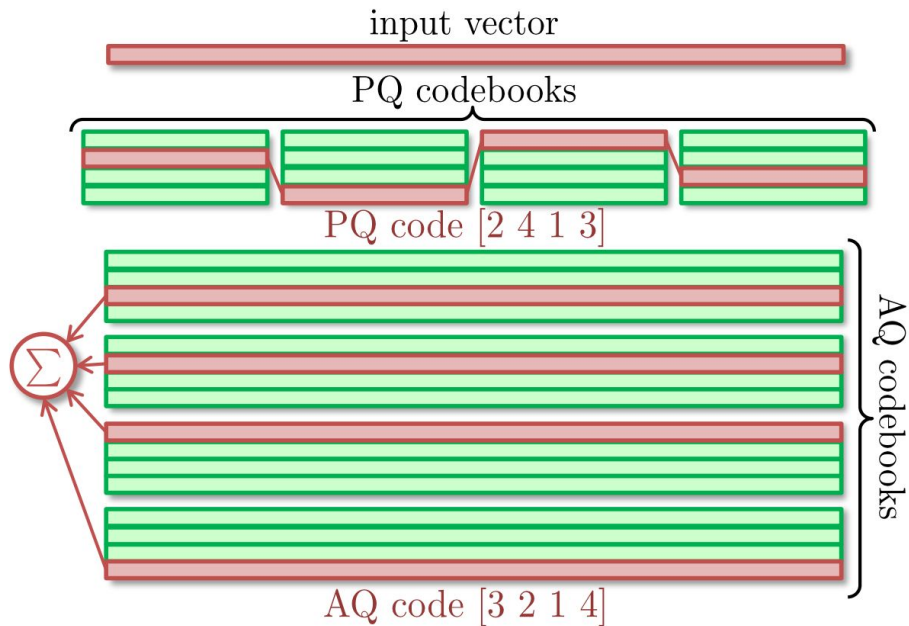 input vector
PQ codebooks
PQ code [2 4 1 3]
AQ codebooks
∑
AQ code [3 2 1 4]